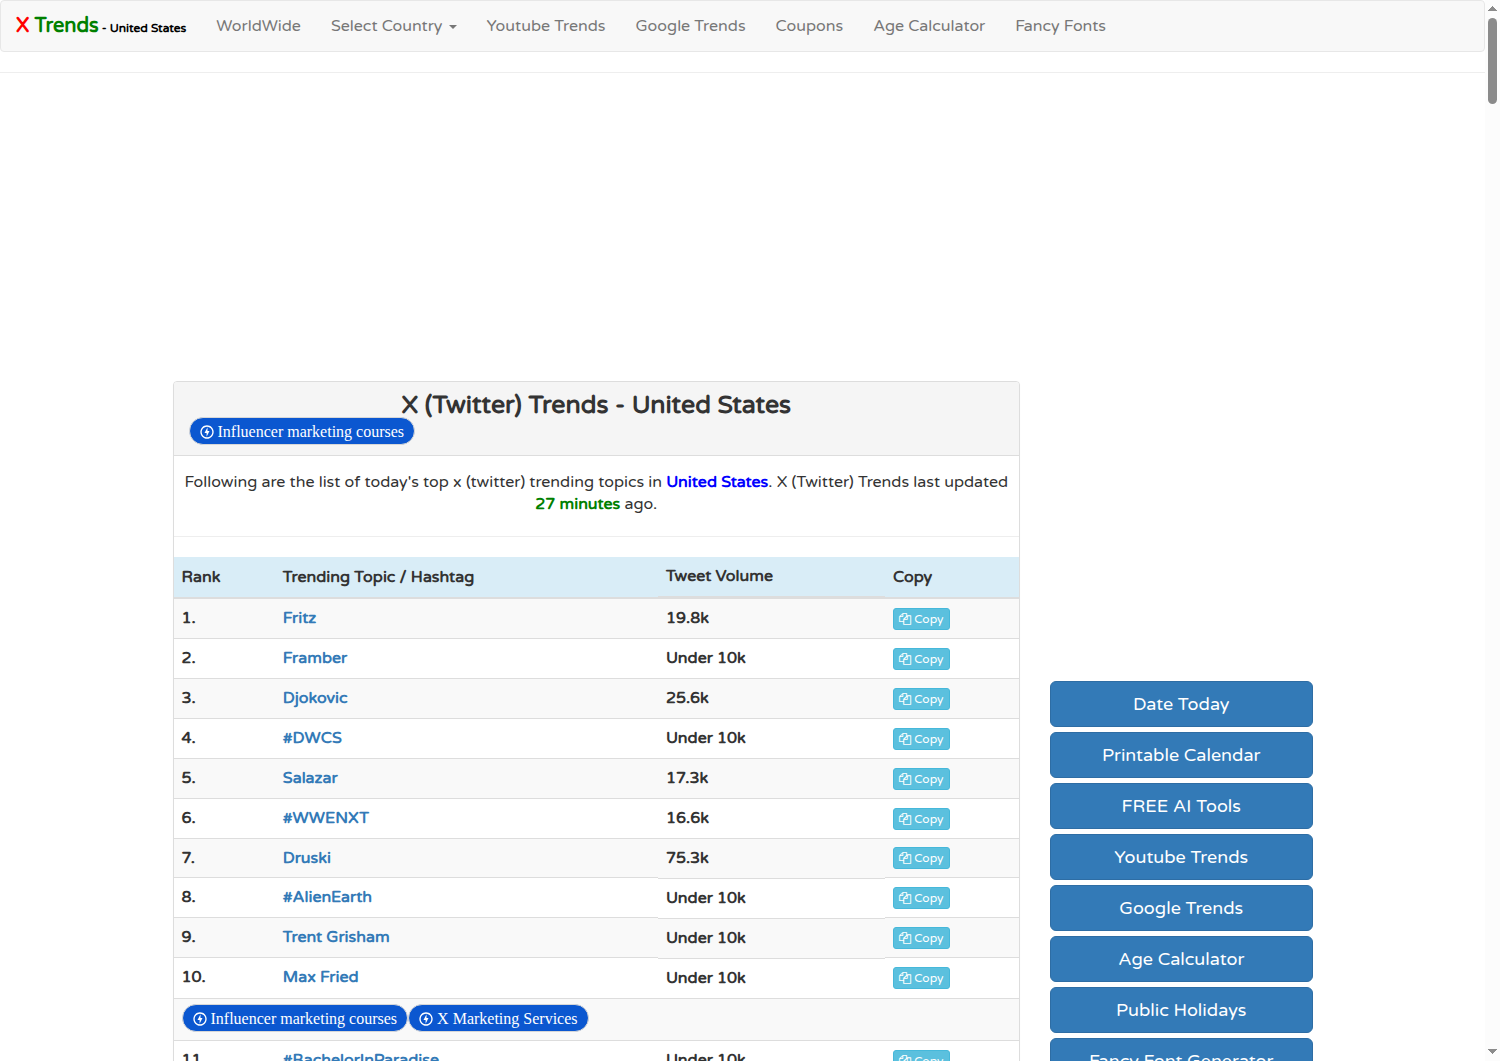 X Trends - United States WorldWide Select Country Youtube Trends Google Trends Coupons Age Calculator Fancy Fonts
X (Twitter) Trends - United States
Influencer marketing courses
Following are the list of today's top x (twitter) trending topics in United States. X (Twitter) Trends last updated
27 minutes ago.
Rank Trending Topic / Hashtag Tweet Volume Copy
1. Fritz 19.8k Copy
2. Framber Under 10k Copy
3. Djokovic 25.6k Copy
4. #DWCS Under 10k Copy
5. Salazar 17.3k Copy
6. #WWENXT 16.6k Copy
7. Druski 75.3k Copy
8. #AlienEarth Under 10k Copy
9. Trent Grisham Under 10k Copy
10. Max Fried Under 10k Copy
Influencer marketing courses X Marketing Services
11. #BachelorInParadise Under 10k Copy
Date Today
Printable Calendar
FREE AI Tools
Youtube Trends
Google Trends
Age Calculator
Public Holidays
Fancy Font Generator